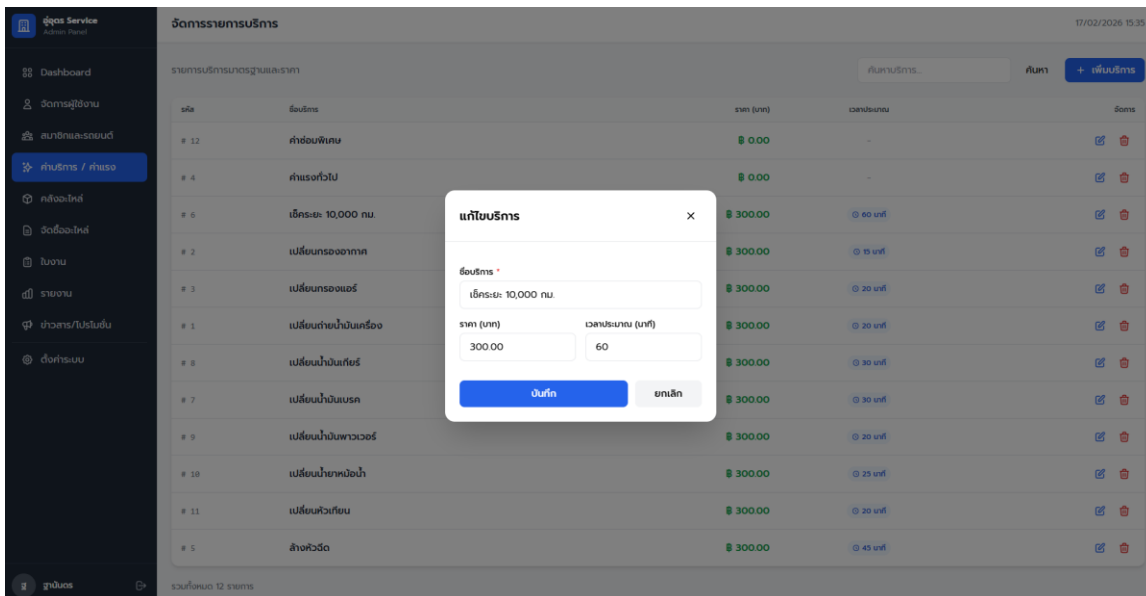 อู่อุดร Service
Admin Panel
จัดการรายการบริการ
17/02/2026 15:35
Dashboard
จัดการผู้ใช้งาน
สมาชิกและรถยนต์
ค่าบริการ / ค่าแรง
คลังอะไหล่
จัดซื้ออะไหล่
ใบงาน
รายงาน
ข่าวสาร/โปรโมชั่น
ตั้งค่าระบบ
รายการบริการมาตรฐานและราคา
ค้นหาบริการ...
ค้นหา
+ เพิ่มบริการ
รหัส ชื่อบริการ ราคา (บาท) เวลาประมาณ จัดการ
# 12 ค่าซ่อมพิเศษ ฿ 0.00 -
# 4 ค่าแรงทั่วไป ฿ 0.00 -
# 6 เช็คระยะ 10,000 กม. ฿ 300.00 60 นาที
# 2 เปลี่ยนกรองอากาศ ฿ 300.00 15 นาที
# 3 เปลี่ยนกรองแอร์ ฿ 300.00 20 นาที
# 1 เปลี่ยนถ่ายน้ำมันเครื่อง ฿ 300.00 20 นาที
# 8 เปลี่ยนน้ำมันเกียร์ ฿ 300.00 30 นาที
# 7 เปลี่ยนน้ำมันเบรค ฿ 300.00 30 นาที
# 9 เปลี่ยนน้ำมันพาวเวอร์ ฿ 300.00 20 นาที
# 10 เปลี่ยนน้ำยาหม้อน้ำ ฿ 300.00 25 นาที
# 11 เปลี่ยนหัวเทียน ฿ 300.00 20 นาที
# 5 ล้างหัวฉีด ฿ 300.00 45 นาที
รวมทั้งหมด 12 รายการ
แก้ไขบริการ
ชื่อบริการ *
เช็คระยะ 10,000 กม.
ราคา (บาท) เวลาประมาณ (นาที)
300.00 60
บันทึก ยกเลิก